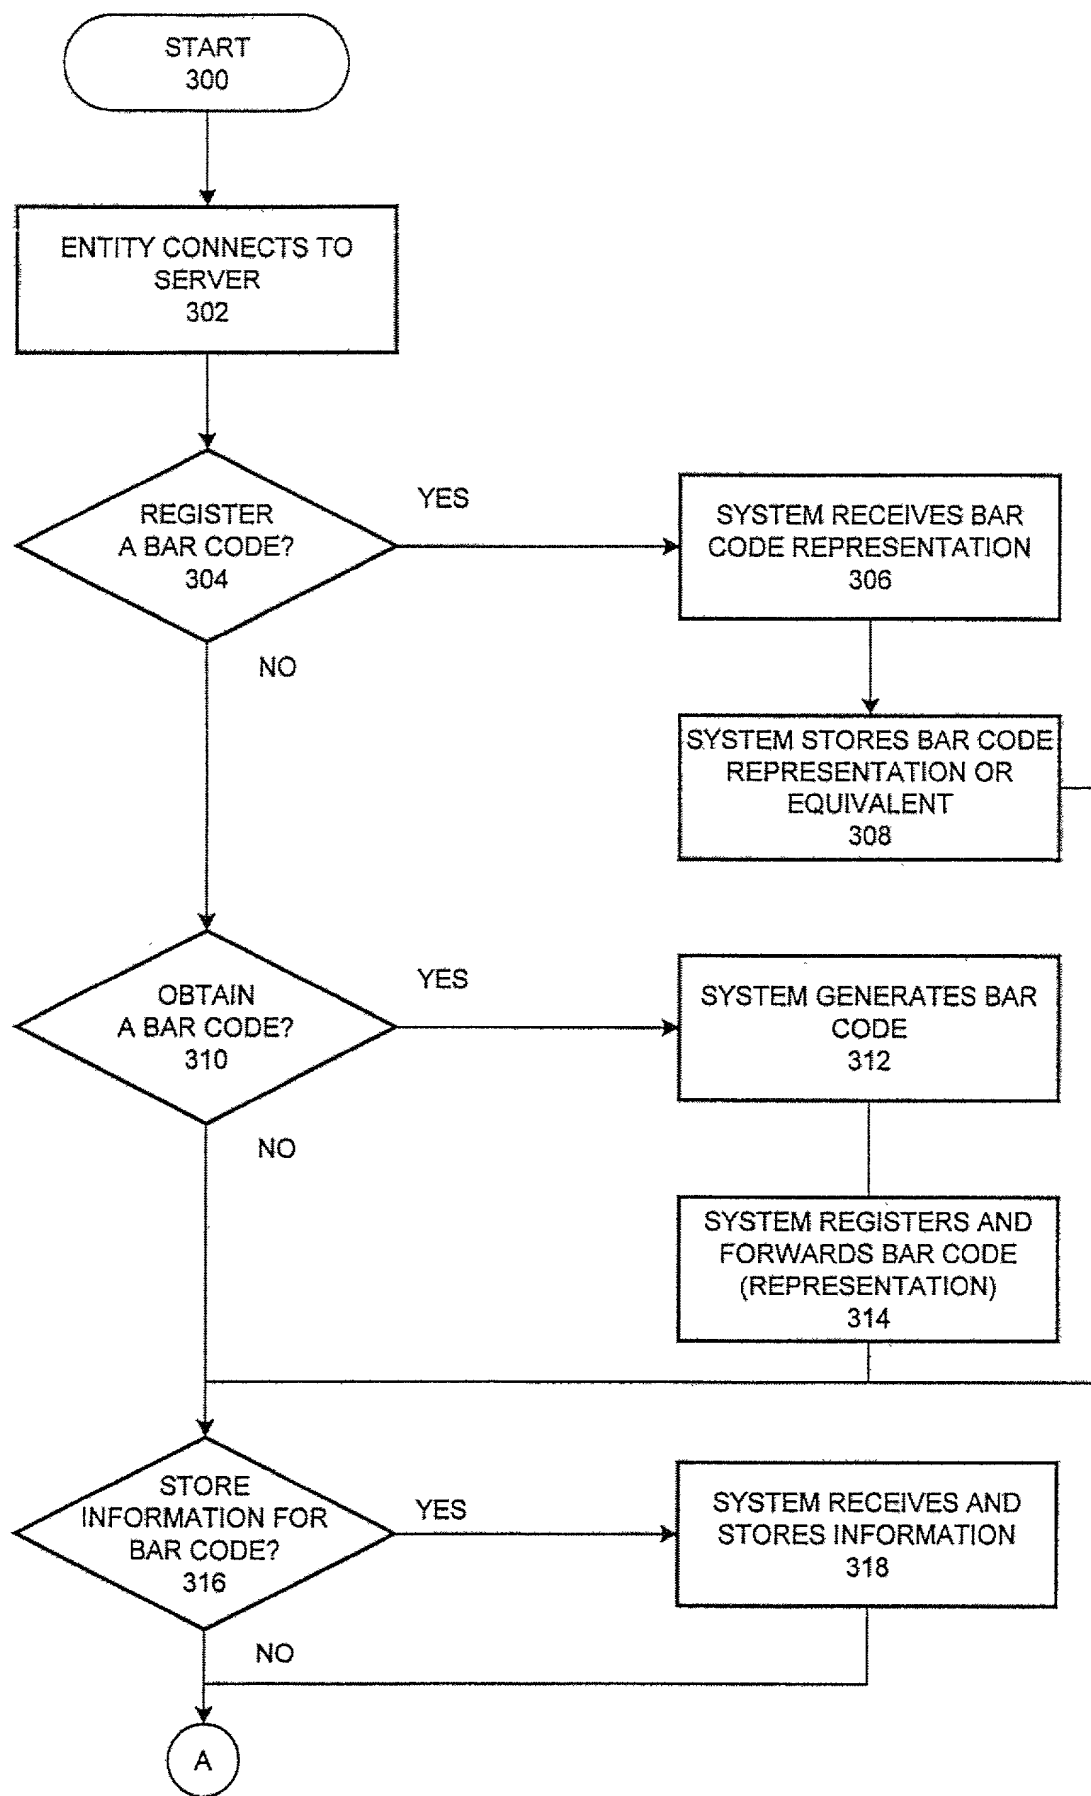 START
300
ENTITY CONNECTS TO
SERVER
302
REGISTER
A BAR CODE?
304
YES
SYSTEM RECEIVES BAR
CODE REPRESENTATION
306
NO
SYSTEM STORES BAR CODE
REPRESENTATION OR
EQUIVALENT
308
OBTAIN
A BAR CODE?
310
YES
SYSTEM GENERATES BAR
CODE
312
NO
SYSTEM REGISTERS AND
FORWARDS BAR CODE
(REPRESENTATION)
314
STORE
INFORMATION FOR
BAR CODE?
316
YES
SYSTEM RECEIVES AND
STORES INFORMATION
318
NO
A